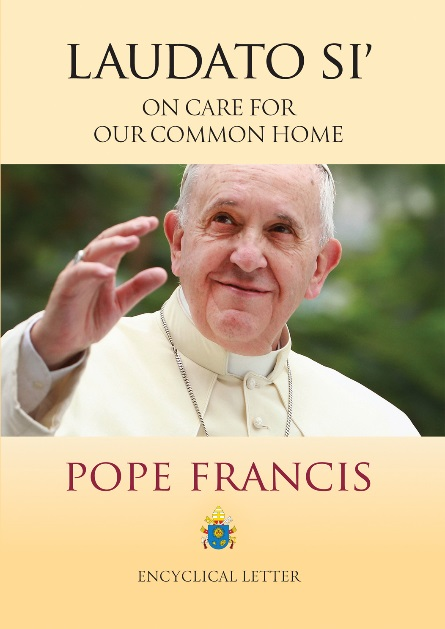 LAUDATO SI’
ON CARE FOR
OUR COMMON HOME
POPE FRANCIS
ENCYCLICAL LETTER